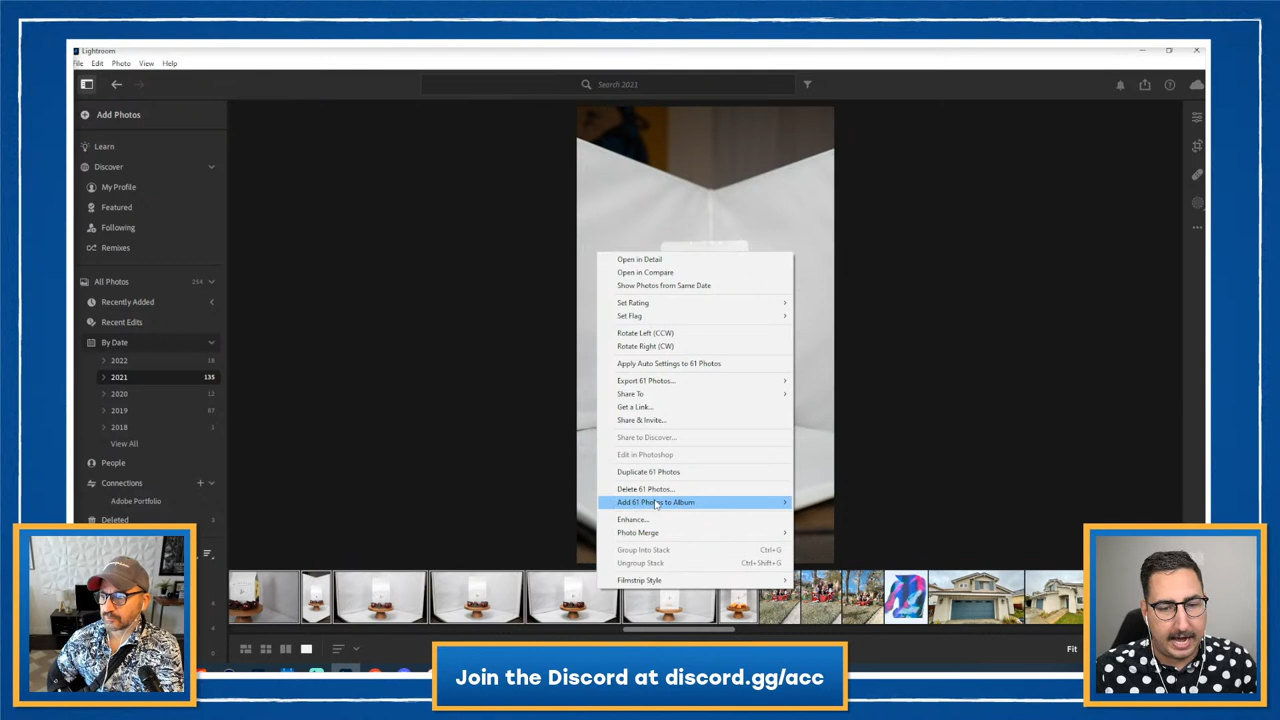 Lightroom
File Edit Photo View Help
Search 2021
Add Photos
Learn
Discover
My Profile
Featured
Following
Remixes
All Photos 254
Recently Added
Recent Edits
By Date
2022 18
2021 135
2020 13
2019 87
2018 1
View All
People
Connections
Adobe Portfolio
Deleted
Open in Detail
Open in Compare
Show Photos from Same Date
Set Rating
Set Flag
Rotate Left (CCW)
Rotate Right (CW)
Apply Auto Settings to 61 Photos
Export 61 Photos...
Share To
Get a Link...
Share & Invite...
Share to Discover...
Edit in Photoshop
Duplicate 61 Photos
Delete 61 Photos...
Add 61 Photos to Album
Enhance...
Photo Merge
Group Into Stack Ctrl+G
Ungroup Stack Ctrl+Shift+G
Filmstrip Style
Fit
Join the Discord at discord.gg/acc